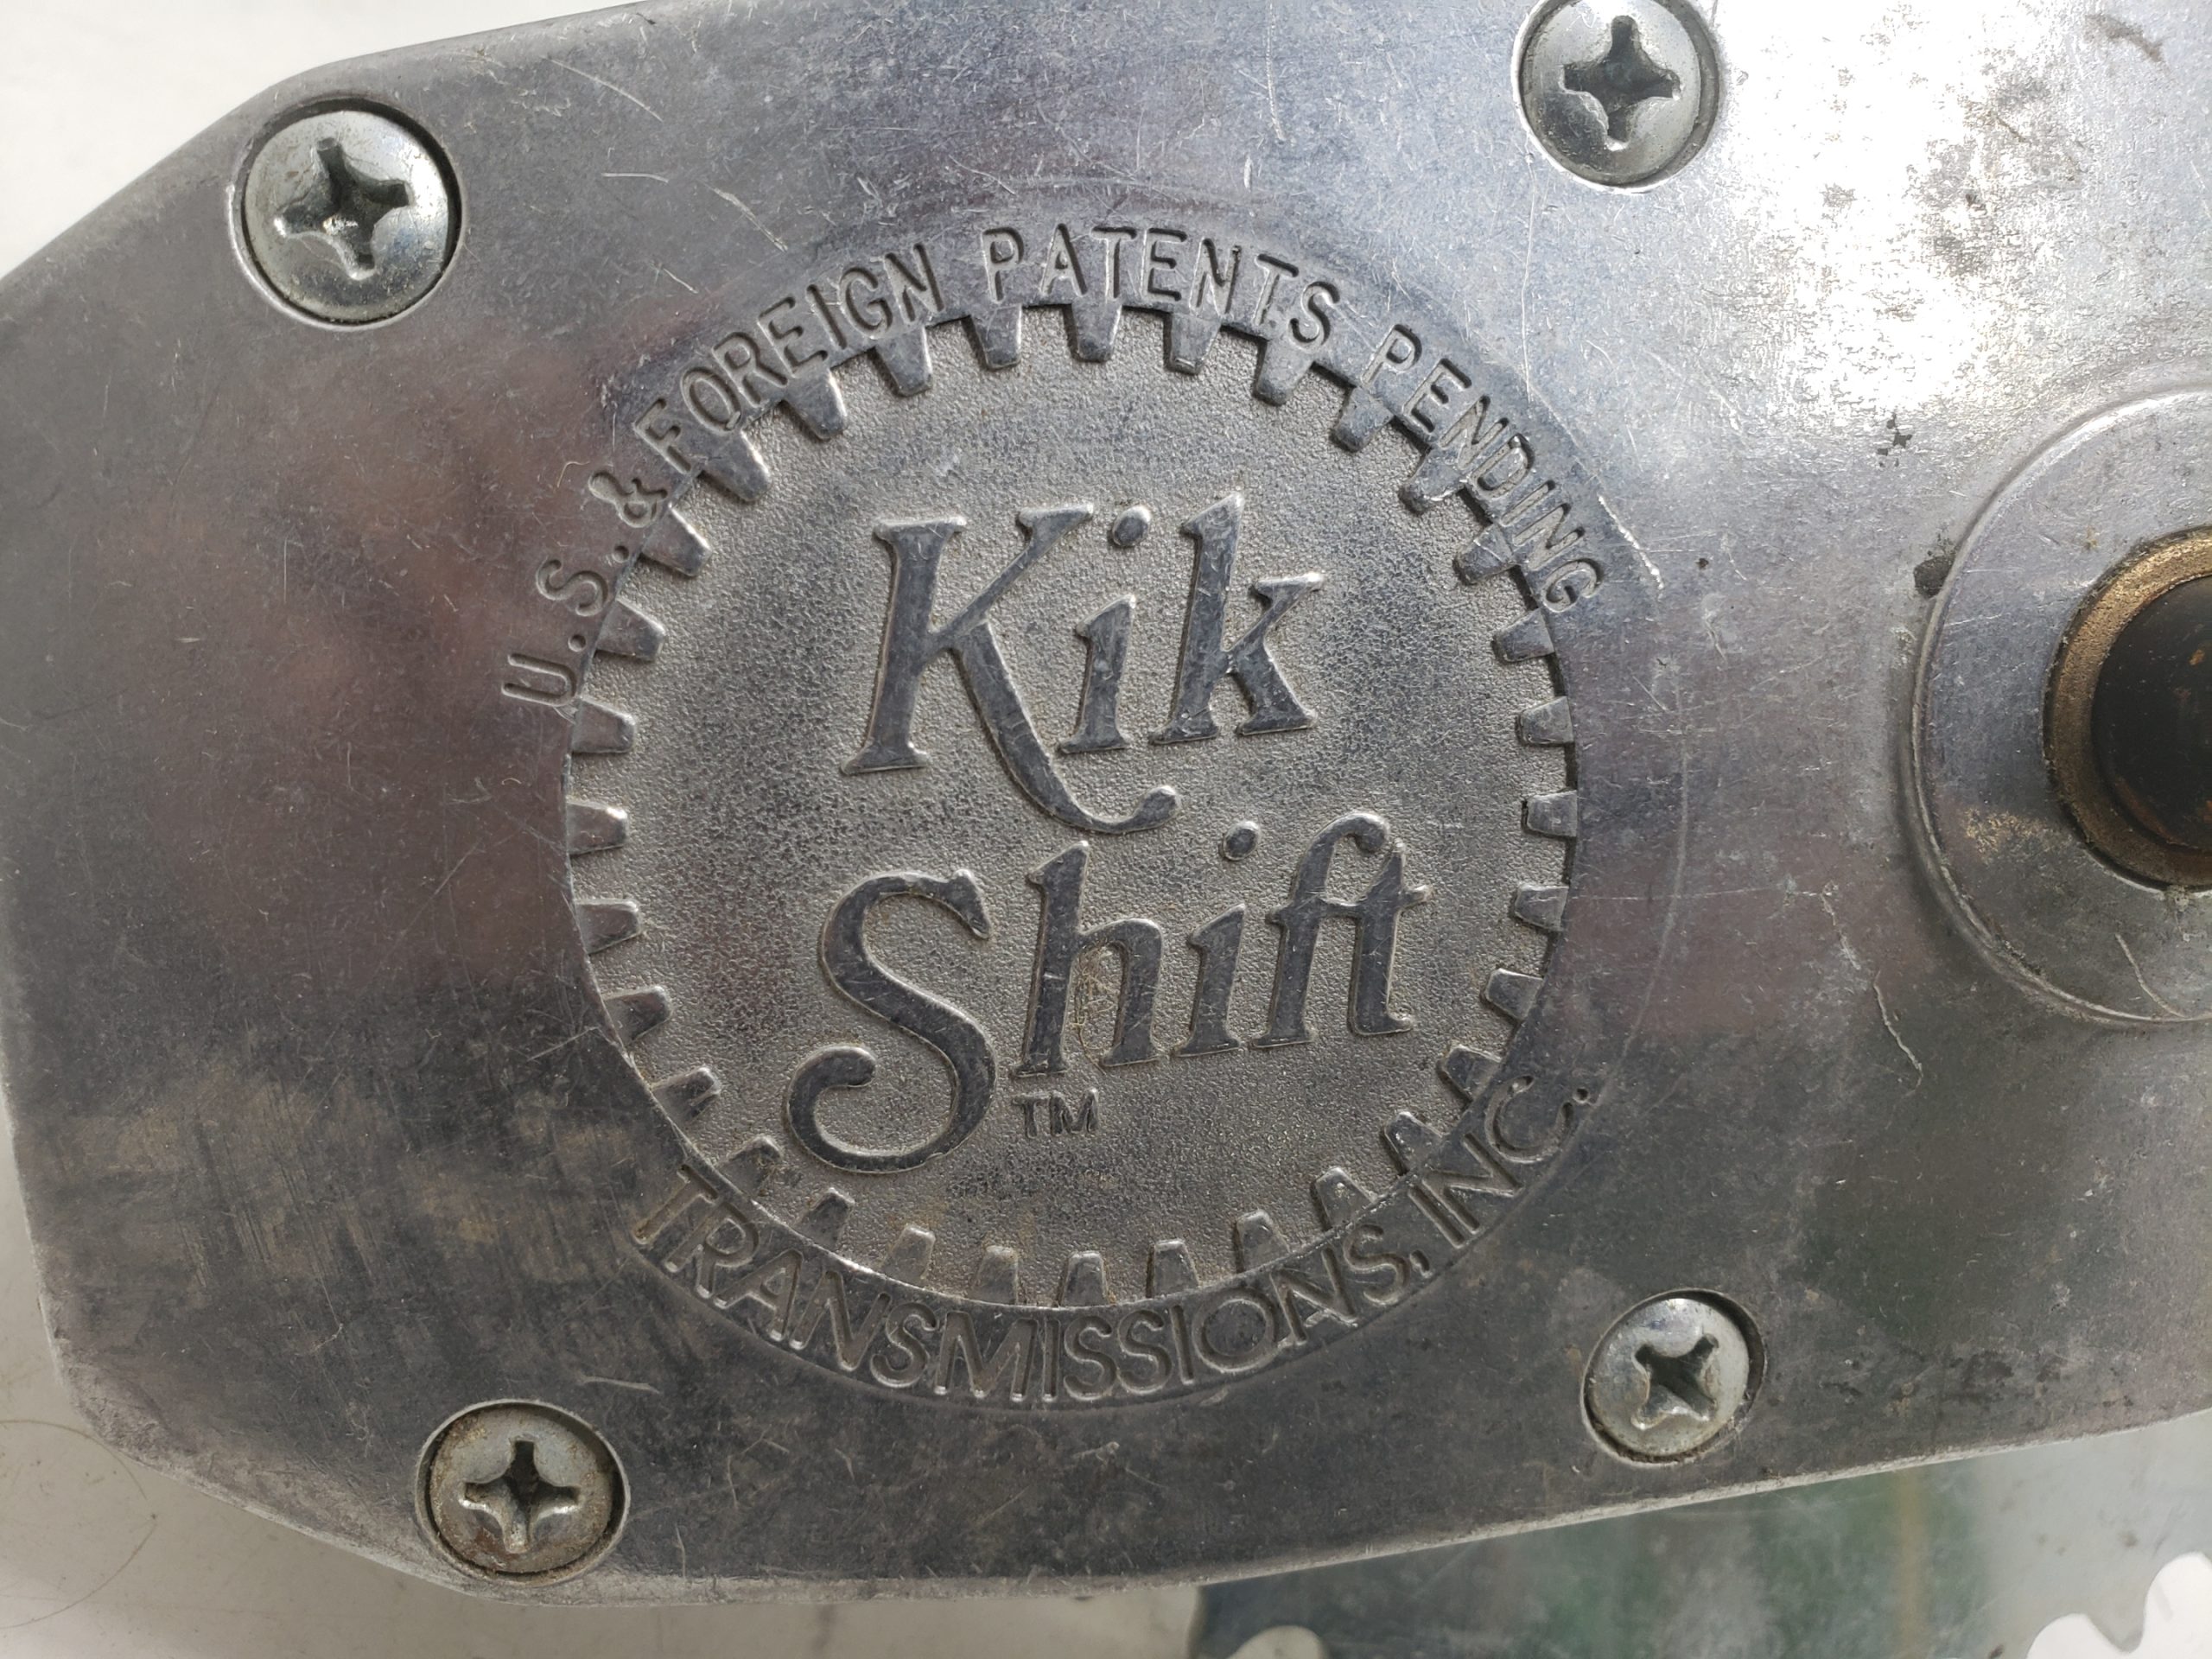 U.S. & FOREIGN PATENTS PENDING
Kik
Shift
TM
TRANSMISSIONS, INC.